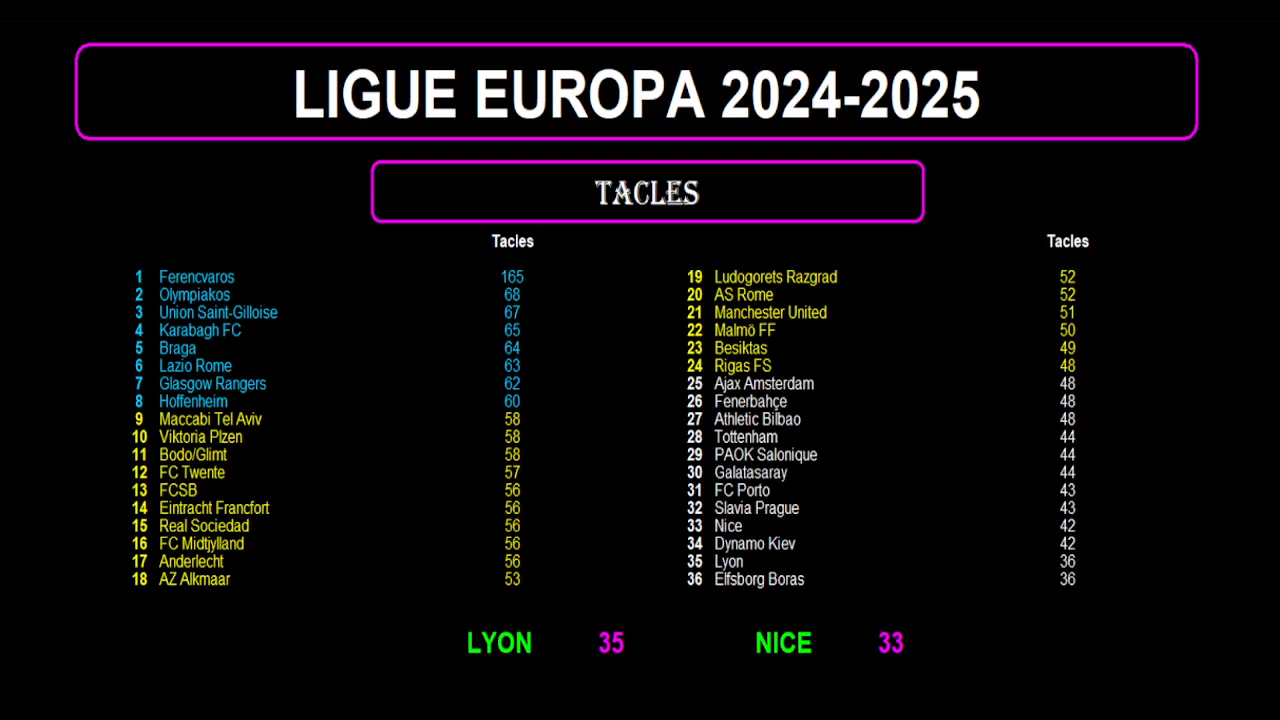 LIGUE EUROPA 2024-2025
TACLES
Tacles
1 Ferencvaros 165
2 Olympiakos 68
3 Union Saint-Gilloise 67
4 Karabagh FC 65
5 Braga 64
6 Lazio Rome 63
7 Glasgow Rangers 62
8 Hoffenheim 60
9 Maccabi Tel Aviv 58
10 Viktoria Plzen 58
11 Bodo/Glimt 58
12 FC Twente 57
13 FCSB 56
14 Eintracht Francfort 56
15 Real Sociedad 56
16 FC Midtjylland 56
17 Anderlecht 56
18 AZ Alkmaar 53
Tacles
19 Ludogorets Razgrad 52
20 AS Rome 52
21 Manchester United 51
22 Malmö FF 50
23 Besiktas 49
24 Rigas FS 48
25 Ajax Amsterdam 48
26 Fenerbahçe 48
27 Athletic Bilbao 48
28 Tottenham 44
29 PAOK Salonique 44
30 Galatasaray 44
31 FC Porto 43
32 Slavia Prague 43
33 Nice 42
34 Dynamo Kiev 42
35 Lyon 36
36 Elfsborg Boras 36
LYON 35 NICE 33